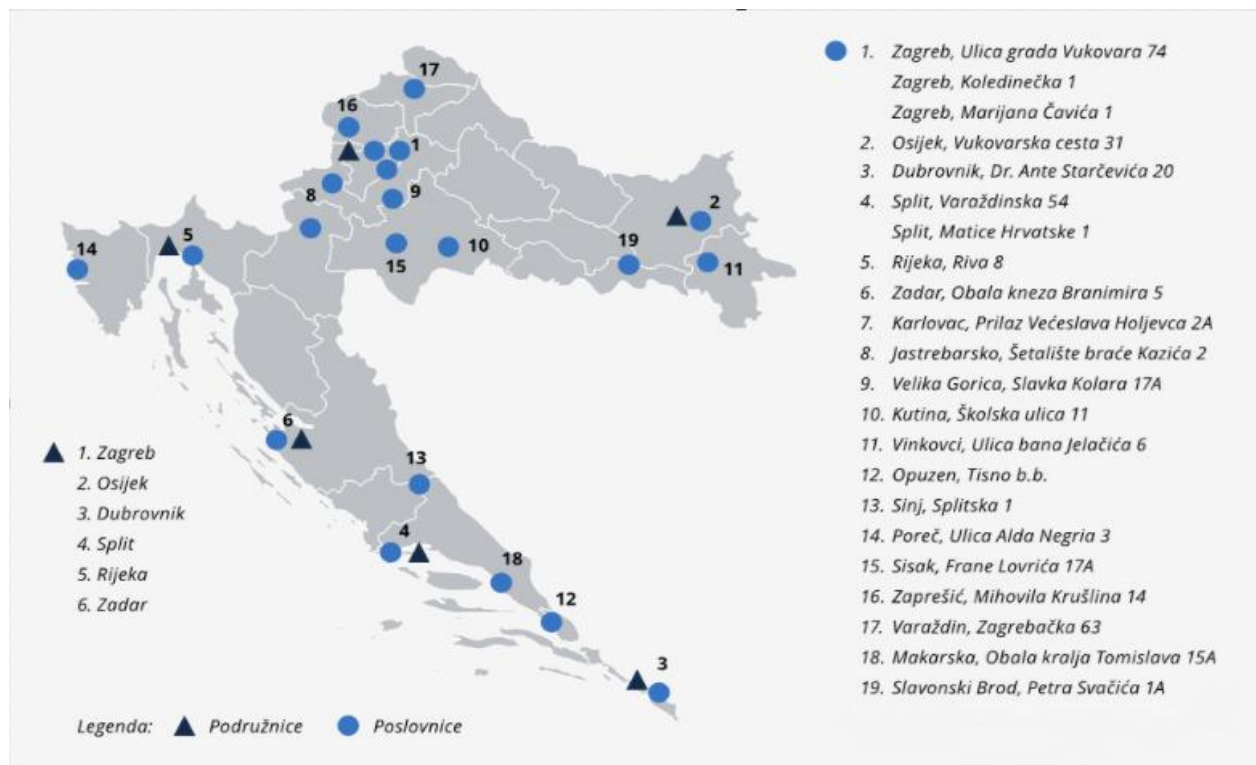 17
16
1
8
9
2
5
14
19
10
15
11
6
13
4
18
12
3
1. Zagreb
2. Osijek
3. Dubrovnik
4. Split
5. Rijeka
6. Zadar
Legenda: Podružnice Poslovnice
1. Zagreb, Ulica grada Vukovara 74
Zagreb, Koledinečka 1
Zagreb, Marijana Čavića 1
2. Osijek, Vukovarska cesta 31
3. Dubrovnik, Dr. Ante Starčevića 20
4. Split, Varaždinska 54
Split, Matice Hrvatske 1
5. Rijeka, Riva 8
6. Zadar, Obala kneza Branimira 5
7. Karlovac, Prilaz Većeslava Holjevca 2A
8. Jastrebarsko, Šetalište braće Kazića 2
9. Velika Gorica, Slavka Kolara 17A
10. Kutina, Školska ulica 11
11. Vinkovci, Ulica bana Jelačića 6
12. Opuzen, Tisno b.b.
13. Sinj, Splitska 1
14. Poreč, Ulica Alda Negria 3
15. Sisak, Frane Lovrića 17A
16. Zaprešić, Mihovila Krušlina 14
17. Varaždin, Zagrebačka 63
18. Makarska, Obala kralja Tomislava 15A
19. Slavonski Brod, Petra Svačića 1A